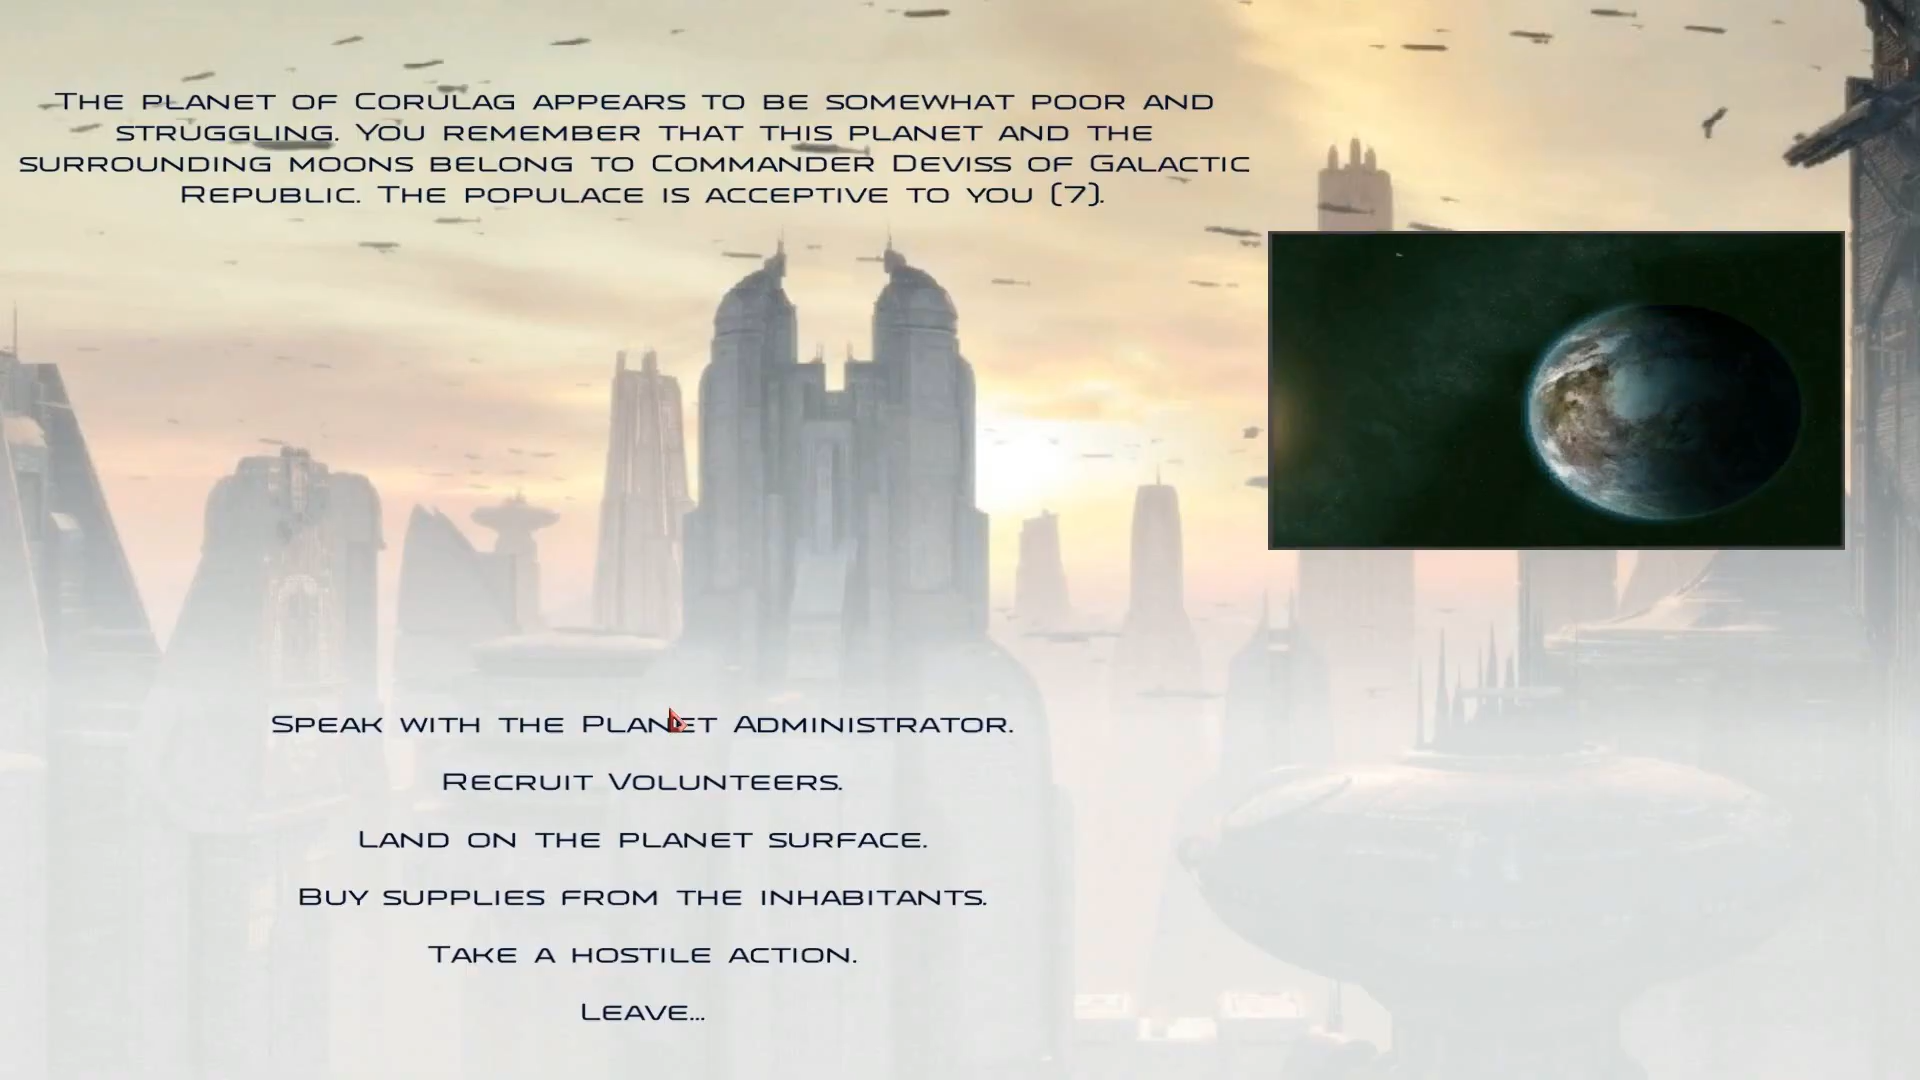 The planet of Corulag appears to be somewhat poor and
struggling. You remember that this planet and the
surrounding moons belong to Commander Deviss of Galactic
Republic. The populace is acceptive to you (7).
Speak with the Planet Administrator.
Recruit Volunteers.
Land on the planet surface.
Buy supplies from the inhabitants.
Take a hostile action.
Leave...